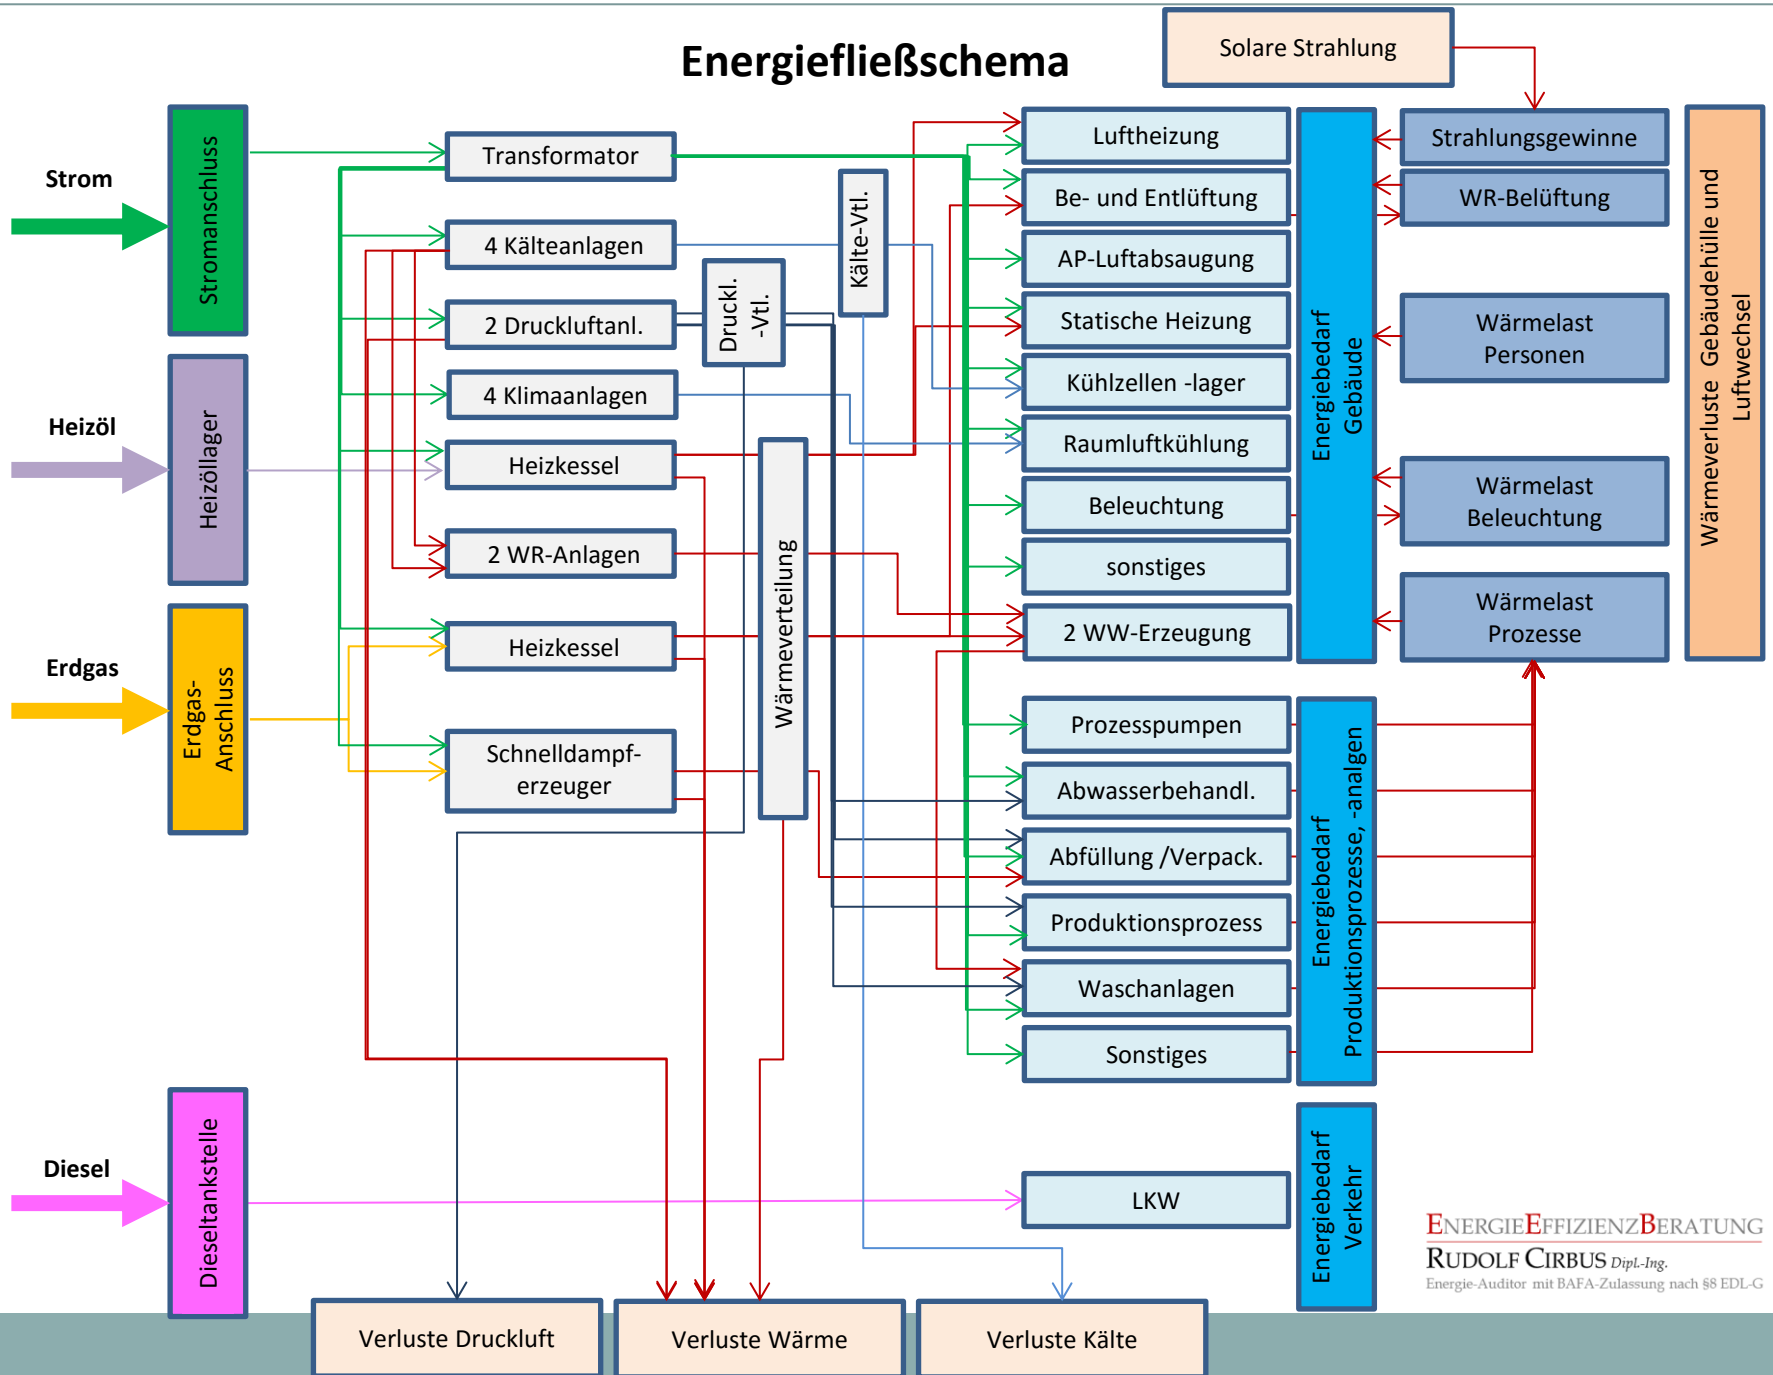 Energiefließschema
Solare Strahlung
Strom
Stromanschluss
Heizöl
Heizöllager
Erdgas
Erdgas-
Anschluss
Diesel
Dieseltankstelle
Transformator
4 Kälteanlagen
2 Druckluftanl.
4 Klimaanlagen
Heizkessel
2 WR-Anlagen
Heizkessel
Schnelldampf-
erzeuger
Druckl.
-Vtl.
Kälte-Vtl.
Wärmeverteilung
Luftheizung
Be- und Entlüftung
AP-Luftabsaugung
Statische Heizung
Kühlzellen -lager
Raumluftkühlung
Beleuchtung
sonstiges
2 WW-Erzeugung
Prozesspumpen
Abwasserbehandl.
Abfüllung /Verpack.
Produktionsprozess
Waschanlagen
Sonstiges
LKW
Energiebedarf
Gebäude
Energiebedarf
Produktionsprozesse, -analgen
Energiebedarf
Verkehr
Strahlungsgewinne
WR-Belüftung
Wärmelast
Personen
Wärmelast
Beleuchtung
Wärmelast
Prozesse
Wärmeverluste Gebäudehülle und
Luftwechsel
ENERGIEEFFIZIENZBERATUNG
RUDOLF CIRBUS Dipl.-Ing.
Energie-Auditor mit BAFA-Zulassung nach §8 EDL-G
Verluste Druckluft
Verluste Wärme
Verluste Kälte